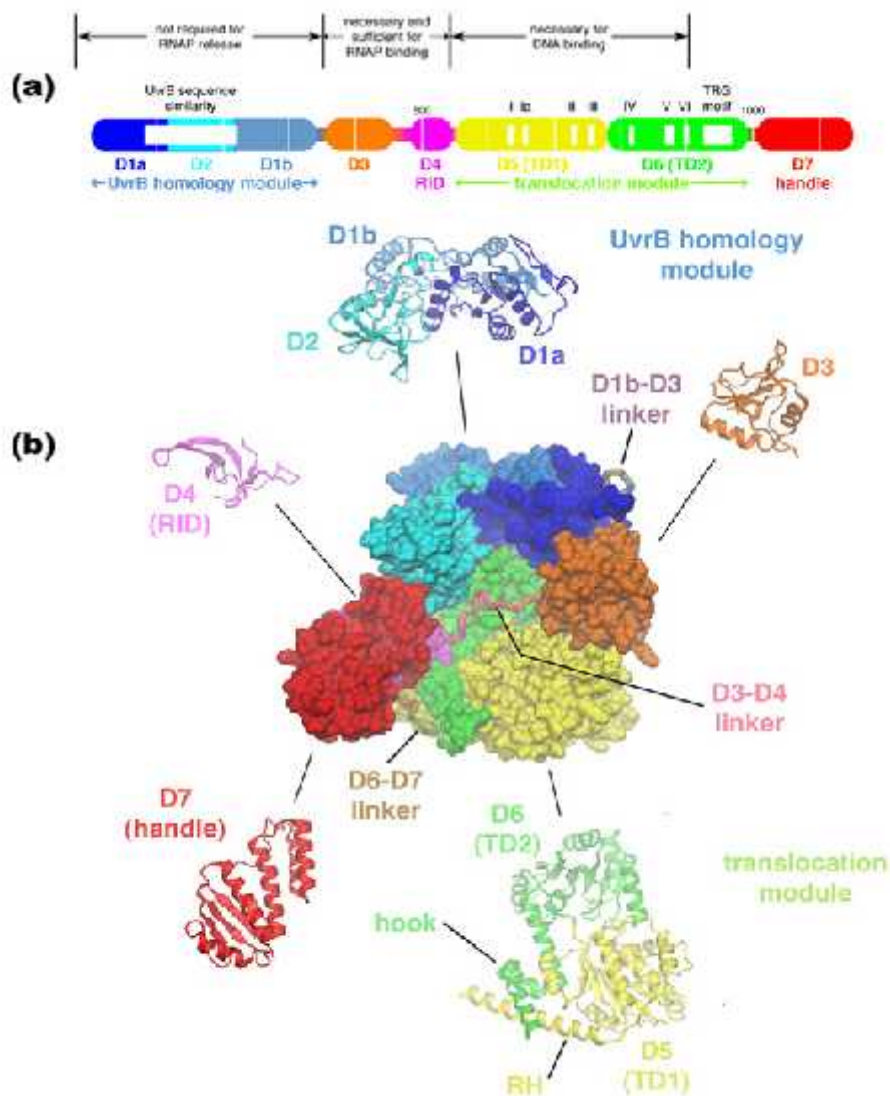 not required for RNAP release
necessary and sufficient for RNAP binding
necessary for DNA binding
(a)
UvrB sequence similarity
500
I Ia II III
IV V VI
TRG motif
1000
D1a D2 D1b D3 D4 D5 (TD1) D6 (TD2) D7
UvrB homology module
RID
translocation module
handle
D1b
UvrB homology
module
D2
D1a
D3
D1b-D3
linker
(b)
D4
(RID)
D3-D4
linker
D6-D7
linker
D7
(handle)
D6
(TD2)
translocation
module
hook
RH
D5
(TD1)